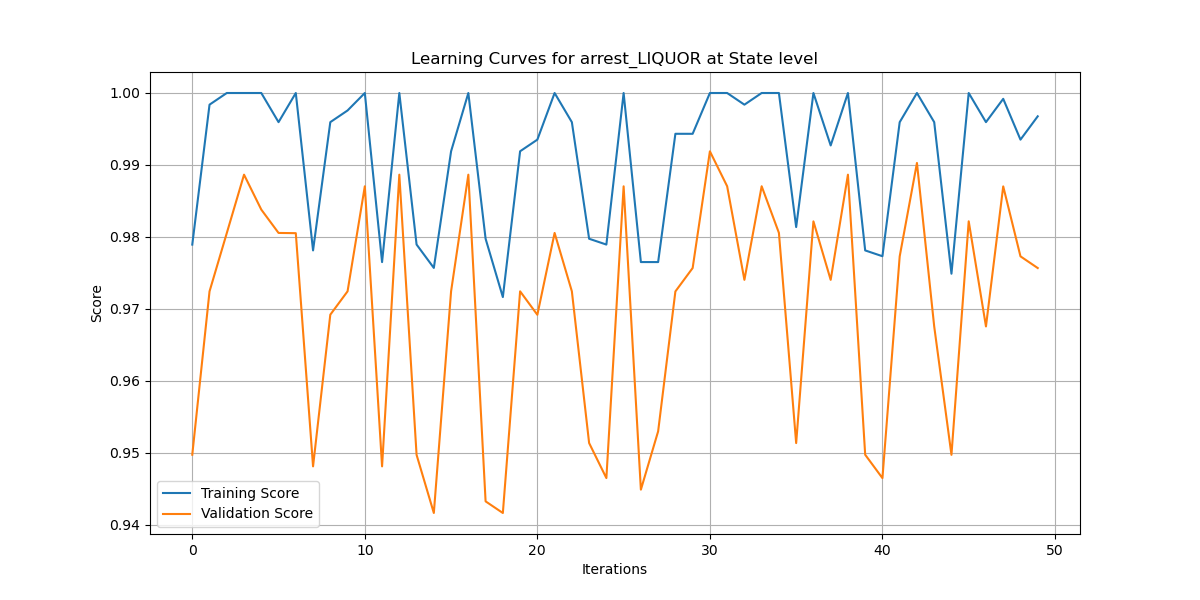 Learning Curves for arrest_LIQUOR at State level
1.00
0.99
0.98
0.97
0.96
0.95
0.94
Score
Training Score
Validation Score
0
10
20
30
40
50
Iterations